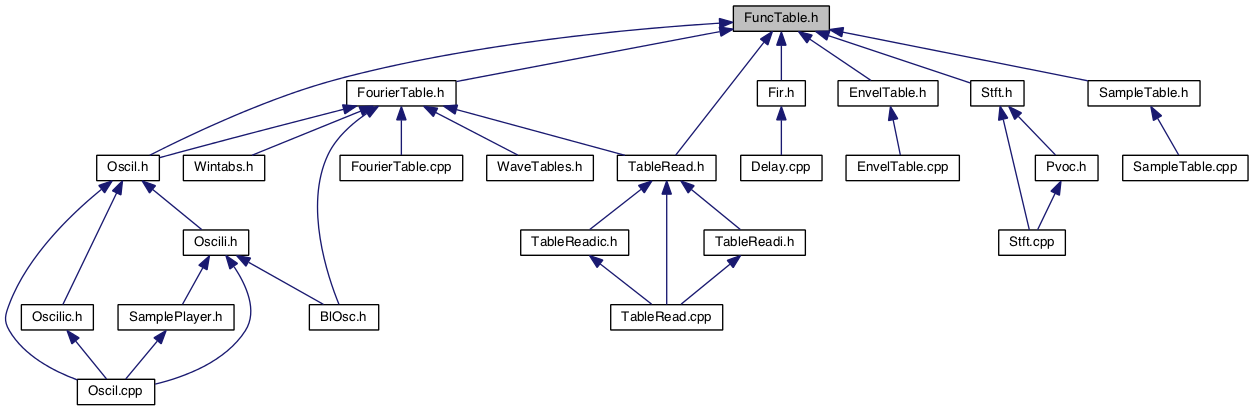 FuncTable.h
FourierTable.h
Fir.h
EnvelTable.h
Stft.h
SampleTable.h
Oscil.h
Wintabs.h
FourierTable.cpp
WaveTables.h
TableRead.h
Delay.cpp
EnvelTable.cpp
Pvoc.h
SampleTable.cpp
Oscili.h
TableReadic.h
TableReadi.h
Stft.cpp
Oscilic.h
SamplePlayer.h
BlOsc.h
TableRead.cpp
Oscil.cpp